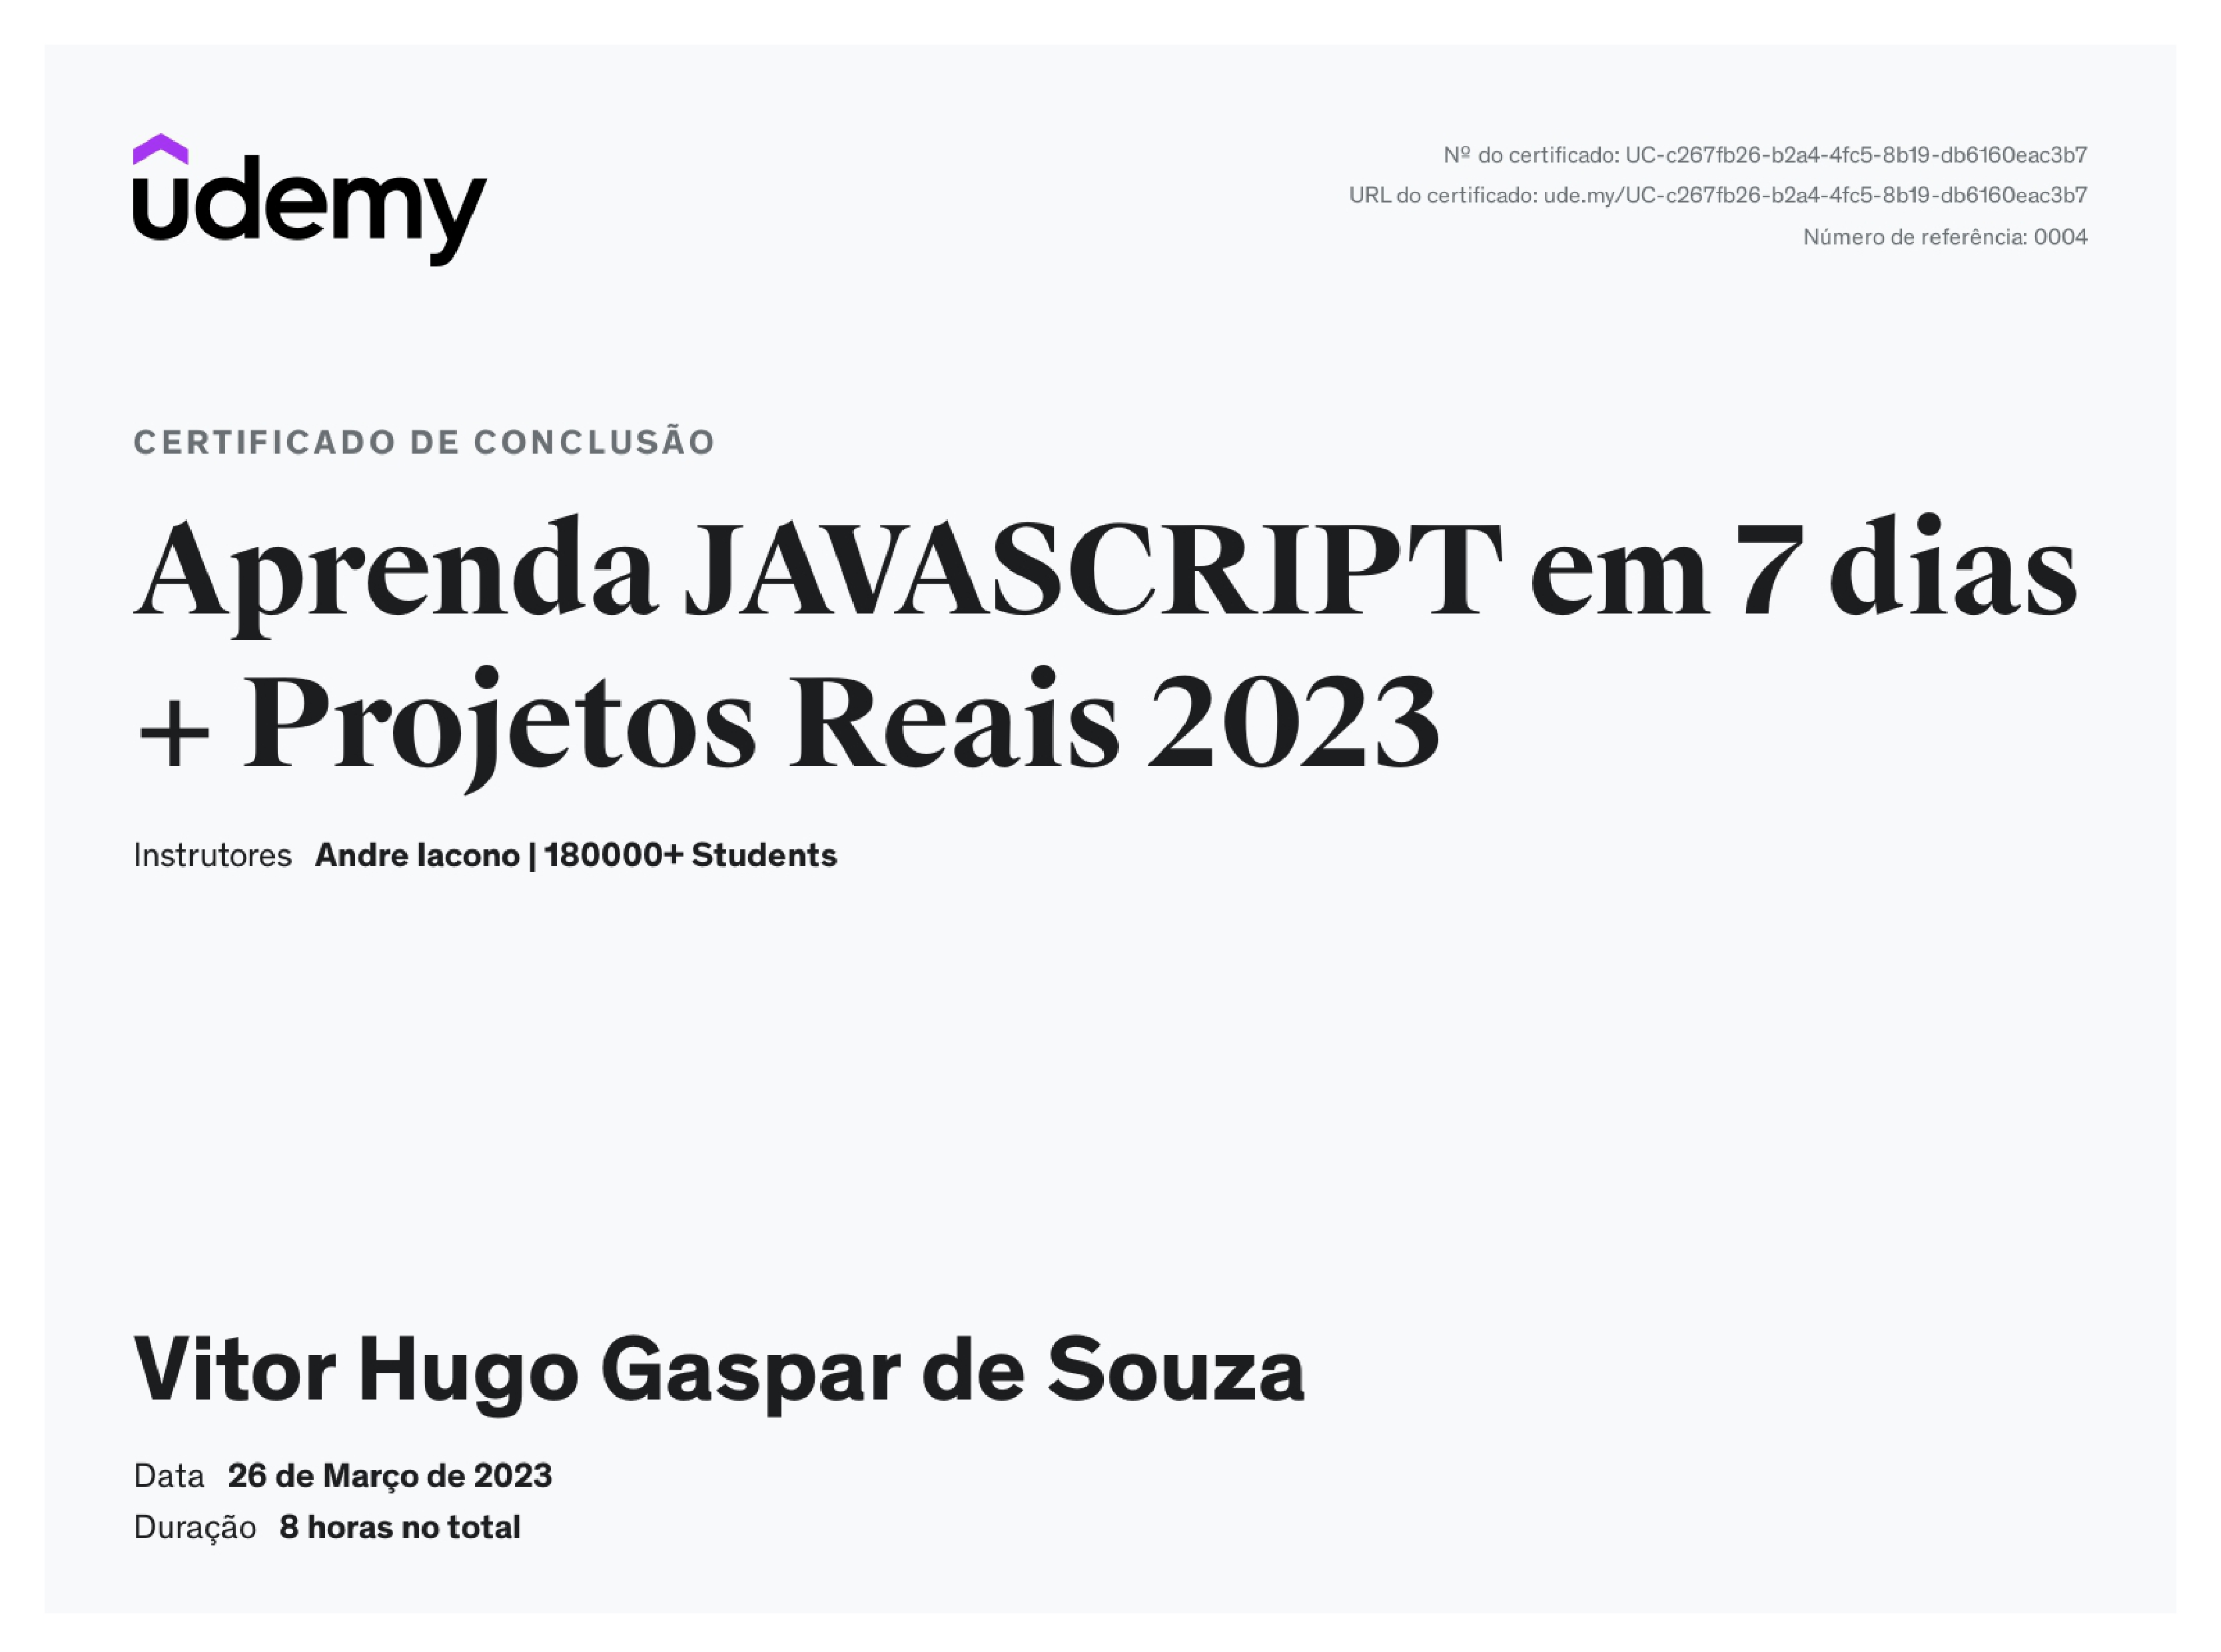 udemy
Nº do certificado: UC-c267fb26-b2a4-4fc5-8b19-db6160eac3b7
URL do certificado: ude.my/UC-c267fb26-b2a4-4fc5-8b19-db6160eac3b7
Número de referência: 0004
CERTIFICADO DE CONCLUSÃO
Aprenda JAVASCRIPT em 7 dias
+ Projetos Reais 2023
Instrutores Andre Iacono | 180000+ Students
Vitor Hugo Gaspar de Souza
Data 26 de Março de 2023
Duração 8 horas no total